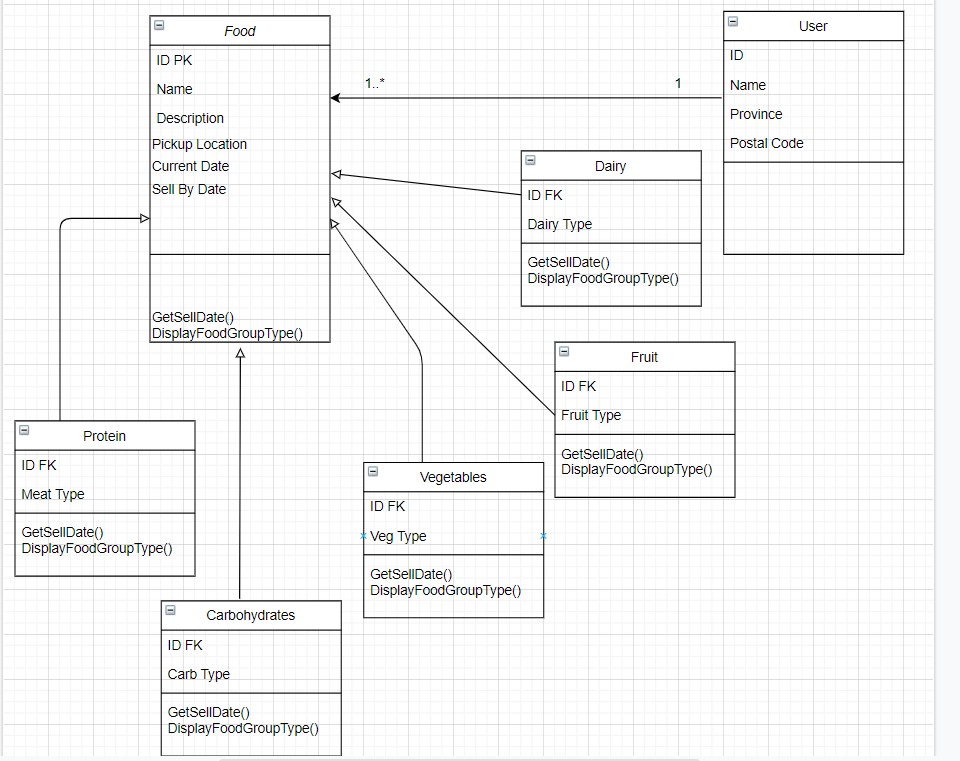 Food
ID PK
Name
Description
Pickup Location
Current Date
Sell By Date
GetSellDate()
DisplayFoodGroupType()
1..*
1
User
ID
Name
Province
Postal Code
Dairy
ID FK
Dairy Type
GetSellDate()
DisplayFoodGroupType()
Fruit
ID FK
Fruit Type
GetSellDate()
DisplayFoodGroupType()
Protein
ID FK
Meat Type
GetSellDate()
DisplayFoodGroupType()
Vegetables
ID FK
Veg Type
GetSellDate()
DisplayFoodGroupType()
Carbohydrates
ID FK
Carb Type
GetSellDate()
DisplayFoodGroupType()